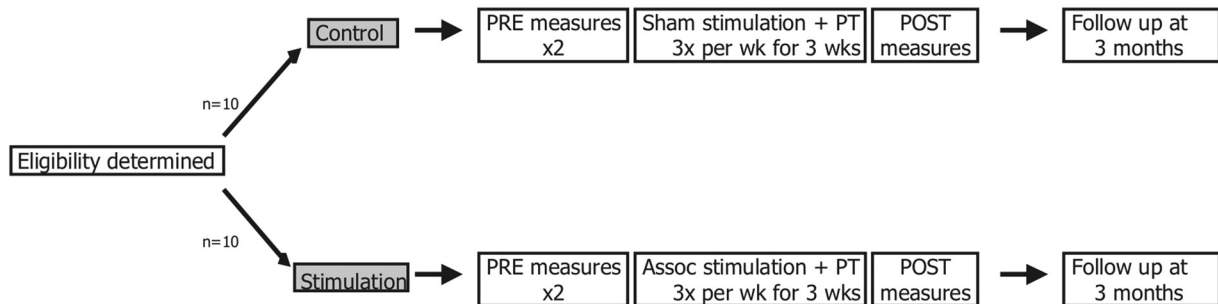 Control
PRE measures
x2
Sham stimulation + PT
3x per wk for 3 wks
POST
measures
Follow up at
3 months
n=10
Eligibility determined
n=10
Stimulation
PRE measures
x2
Assoc stimulation + PT
3x per wk for 3 wks
POST
measures
Follow up at
3 months